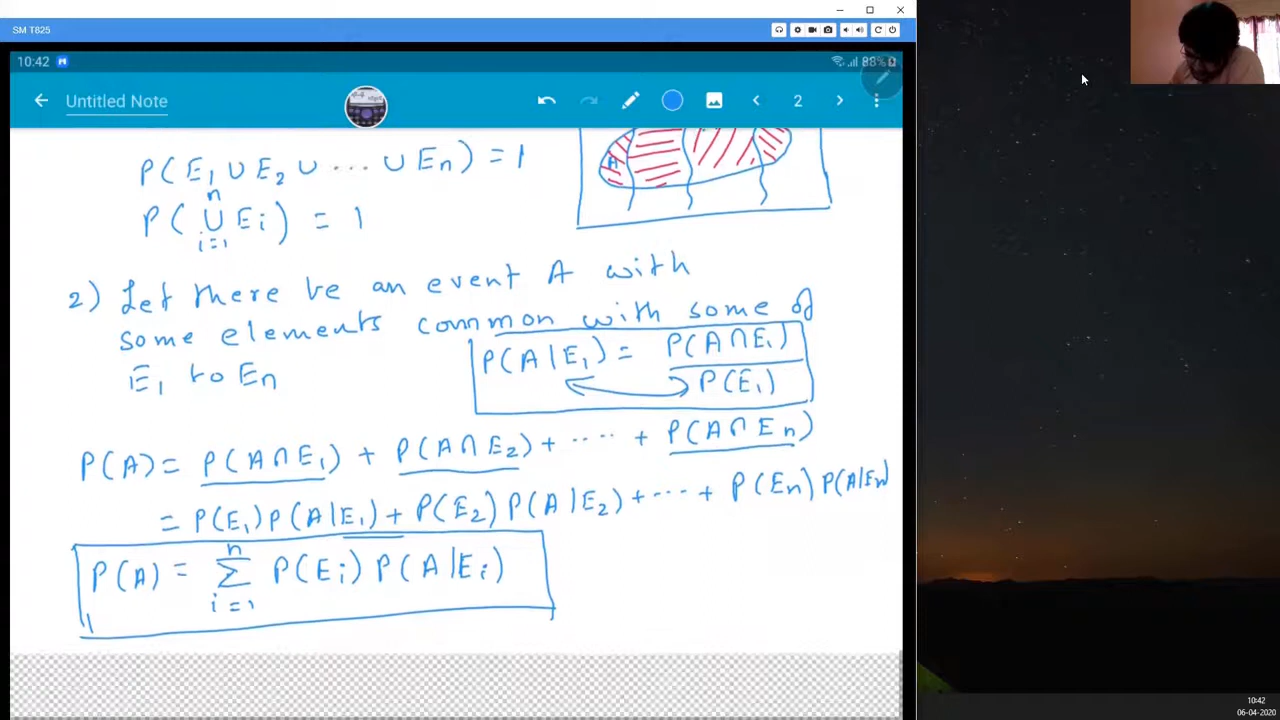 SM T825
10:42
88%
Untitled Note
2
P(E₁ ∪ E₂ ∪ ··· ∪ En) = 1
P(ⁿ∪ᵢ₌₁ Ei) = 1
A
2) Let there be an event A with
some elements common with some of
E₁ to En
P(A|E₁) = P(A∩E₁)
P(E₁)
P(A) = P(A∩E₁) + P(A∩E₂) + ····· + P(A∩En)
= P(E₁)P(A|E₁) + P(E₂)P(A|E₂) + ··· + P(En)P(A|En)
P(A) = ⁿ∑ᵢ₌₁ P(Ei) P(A|Ei)
10:42
06-04-2020